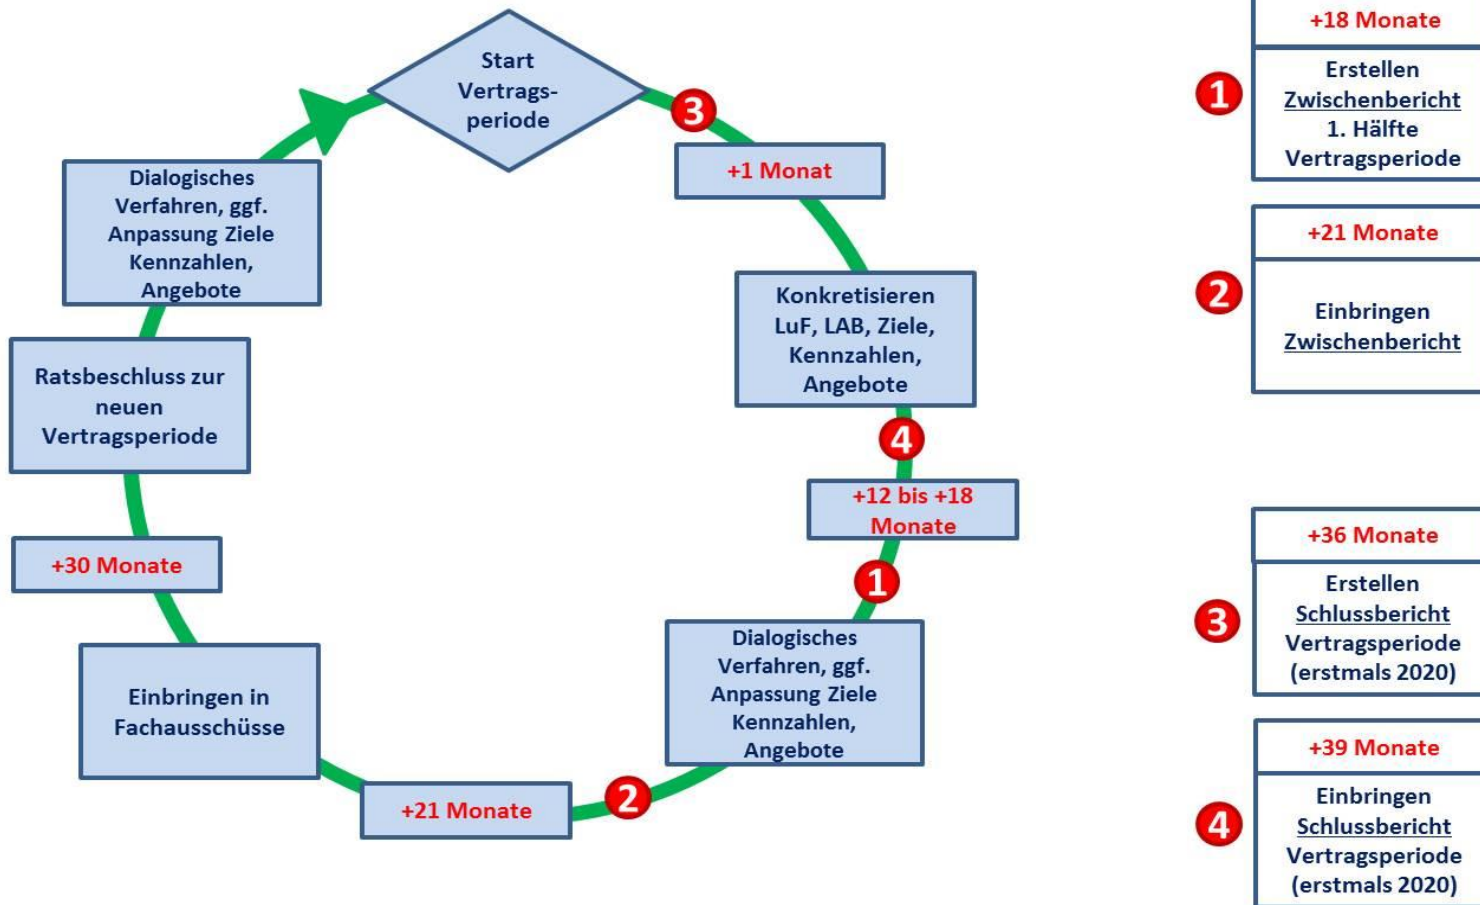 Start
Vertrags-
periode
3
+1 Monat
Konkretisieren
LuF, LAB, Ziele,
Kennzahlen,
Angebote
4
+12 bis +18
Monate
1
Dialogisches
Verfahren, ggf.
Anpassung Ziele
Kennzahlen,
Angebote
2
+21 Monate
Einbringen in
Fachausschüsse
+30 Monate
Ratsbeschluss zur
neuen
Vertragsperiode
Dialogisches
Verfahren, ggf.
Anpassung Ziele
Kennzahlen,
Angebote
1
+18 Monate
Erstellen
Zwischenbericht
1. Hälfte
Vertragsperiode
2
+21 Monate
Einbringen
Zwischenbericht
3
+36 Monate
Erstellen
Schlussbericht
Vertragsperiode
(erstmals 2020)
4
+39 Monate
Einbringen
Schlussbericht
Vertragsperiode
(erstmals 2020)